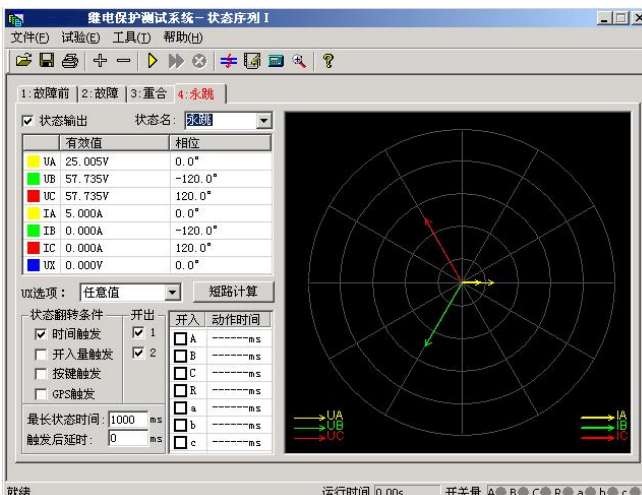 继电保护测试系统-状态序列 I
文件(F) 试验(E) 工具(T) 帮助(H)
1:故障前 2:故障 3:重合 4:永跳
状态输出 状态名: 永跳
有效值 相位
UA 25.005V 0.0°
UB 57.735V -120.0°
UC 57.735V 120.0°
IA 5.000A 0.0°
IB 0.000A -120.0°
IC 0.000A 120.0°
UX 0.000V 0.0°
UX选项: 任意值 短路计算
状态翻转条件 开出
时间触发 1
开入量触发 2
按键触发
GPS触发
最长状态时间: 1000 ms
触发后延时: 0 ms
开入 动作时间
A ------ms
B ------ms
C ------ms
R ------ms
a ------ms
b ------ms
c ------ms
UA IA
UB IB
UC IC
就绪 运行时间 0.00s 开关量 A B C R a b c